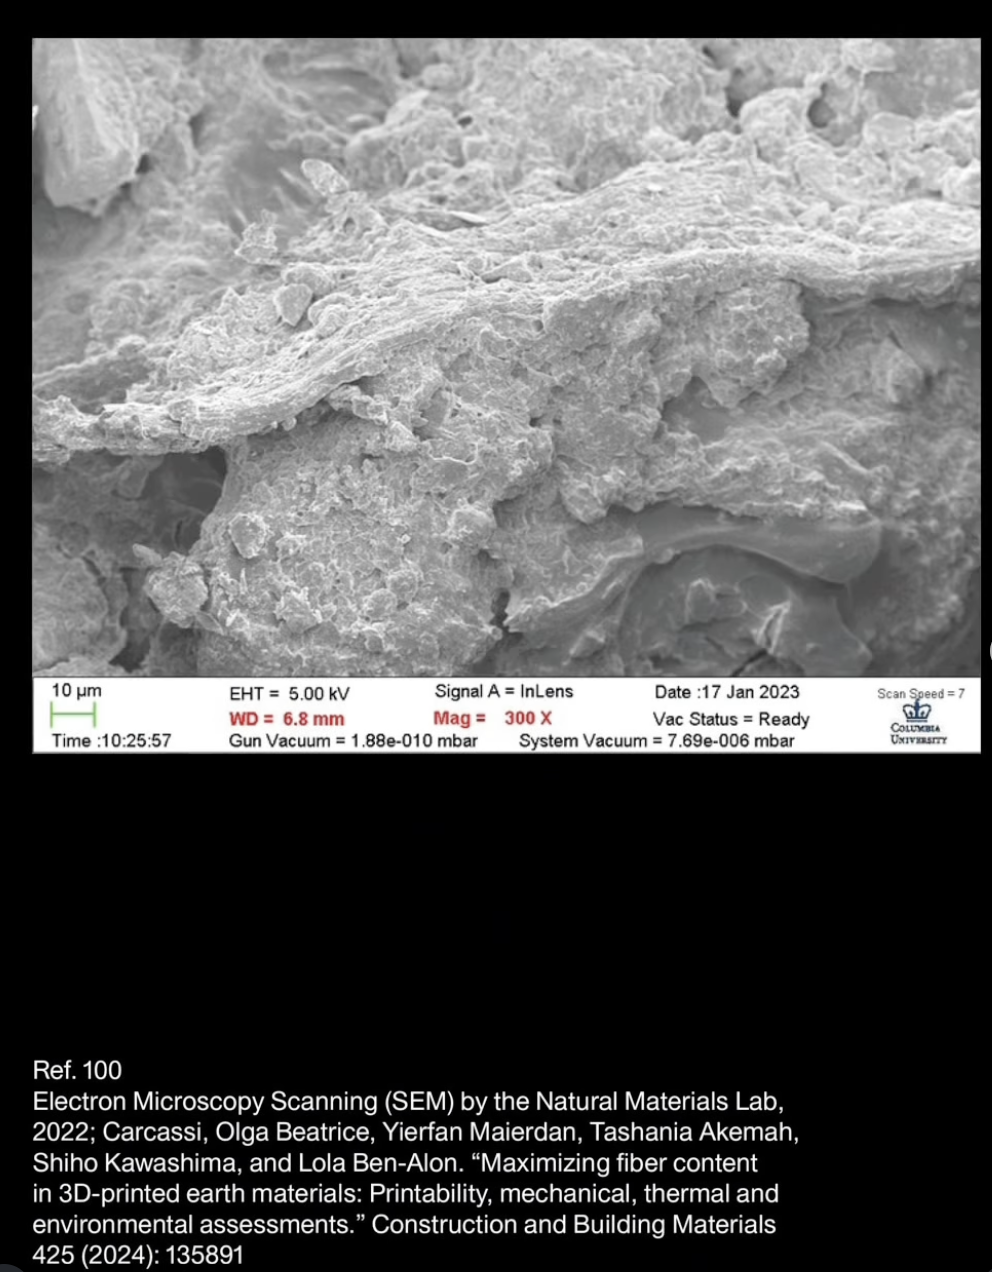 10 µm
EHT = 5.00 kV
Signal A = InLens
Date :17 Jan 2023
Scan Speed = 7
WD = 6.8 mm
Mag = 300 X
Vac Status = Ready
COLUMBIA
UNIVERSITY
Time :10:25:57
Gun Vacuum = 1.88e-010 mbar
System Vacuum = 7.69e-006 mbar
Ref. 100
Electron Microscopy Scanning (SEM) by the Natural Materials Lab,
2022; Carcassi, Olga Beatrice, Yierfan Maierdan, Tashania Akemah,
Shiho Kawashima, and Lola Ben-Alon. “Maximizing fiber content
in 3D-printed earth materials: Printability, mechanical, thermal and
environmental assessments.” Construction and Building Materials
425 (2024): 135891